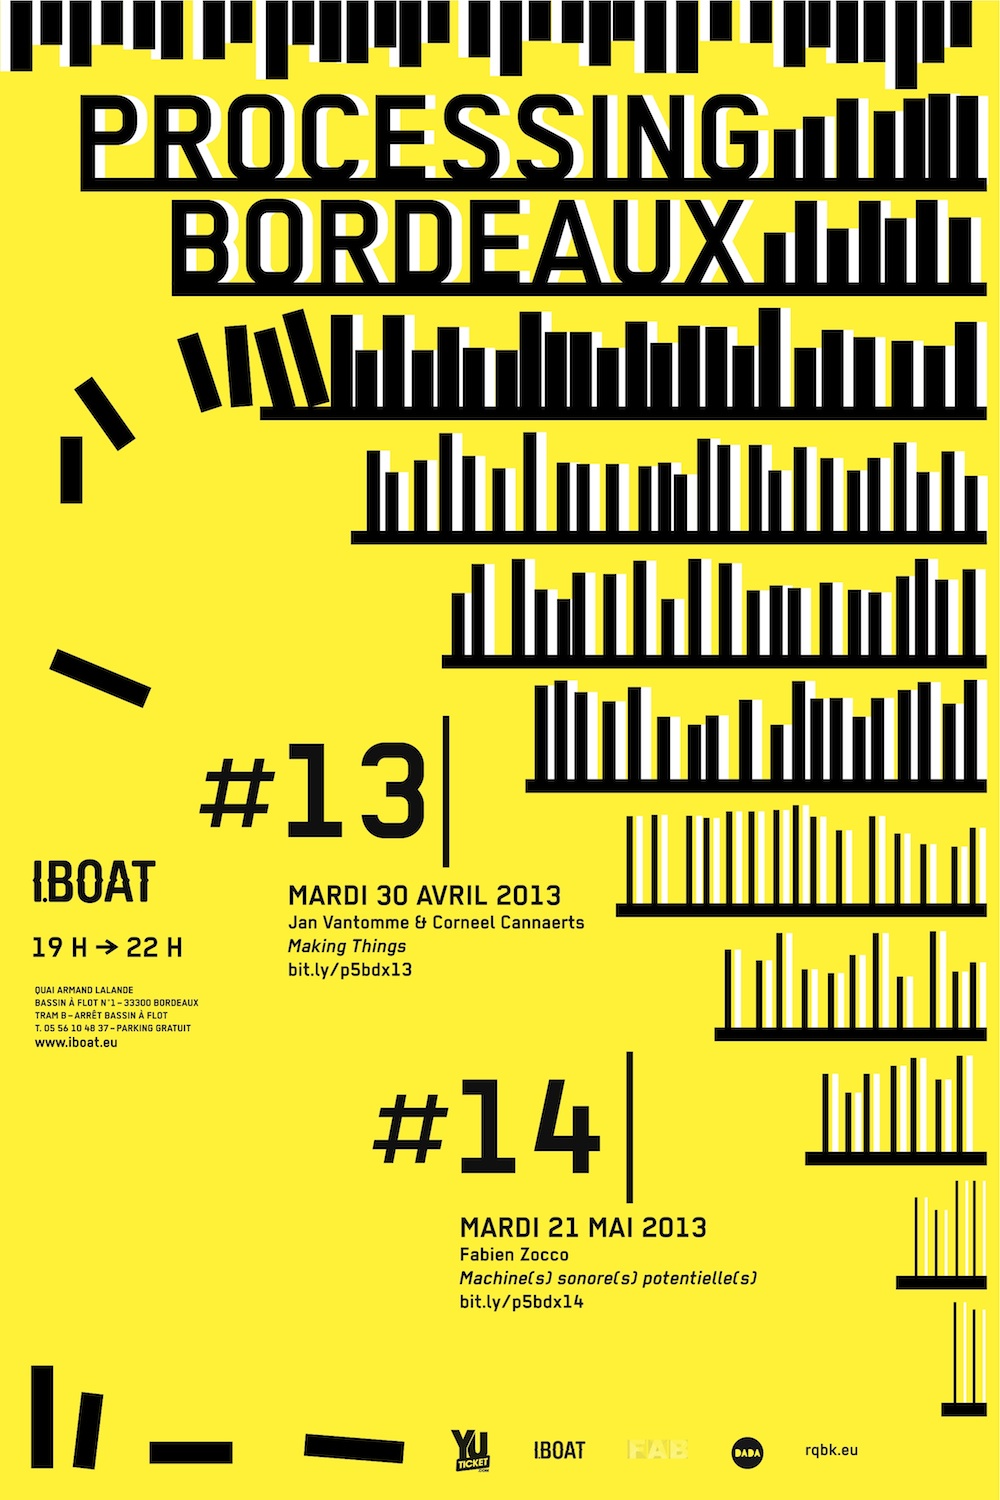 PROCESSING
BORDEAUX
#13
MARDI 30 AVRIL 2013
Jan Vantomme & Corneel Cannaerts
Making Things
bit.ly/p5bdx13
I.BOAT
19 H → 22 H
QUAI ARMAND LALANDE
BASSIN À FLOT N°1 – 33300 BORDEAUX
TRAM B – ARRÊT BASSIN À FLOT
T. 05 56 10 48 37 – PARKING GRATUIT
www.iboat.eu
#14
MARDI 21 MAI 2013
Fabien Zocco
Machine(s) sonore(s) potentielle(s)
bit.ly/p5bdx14
YU
TICKET
.COM
I.BOAT
FAB
DADA
rqbk.eu